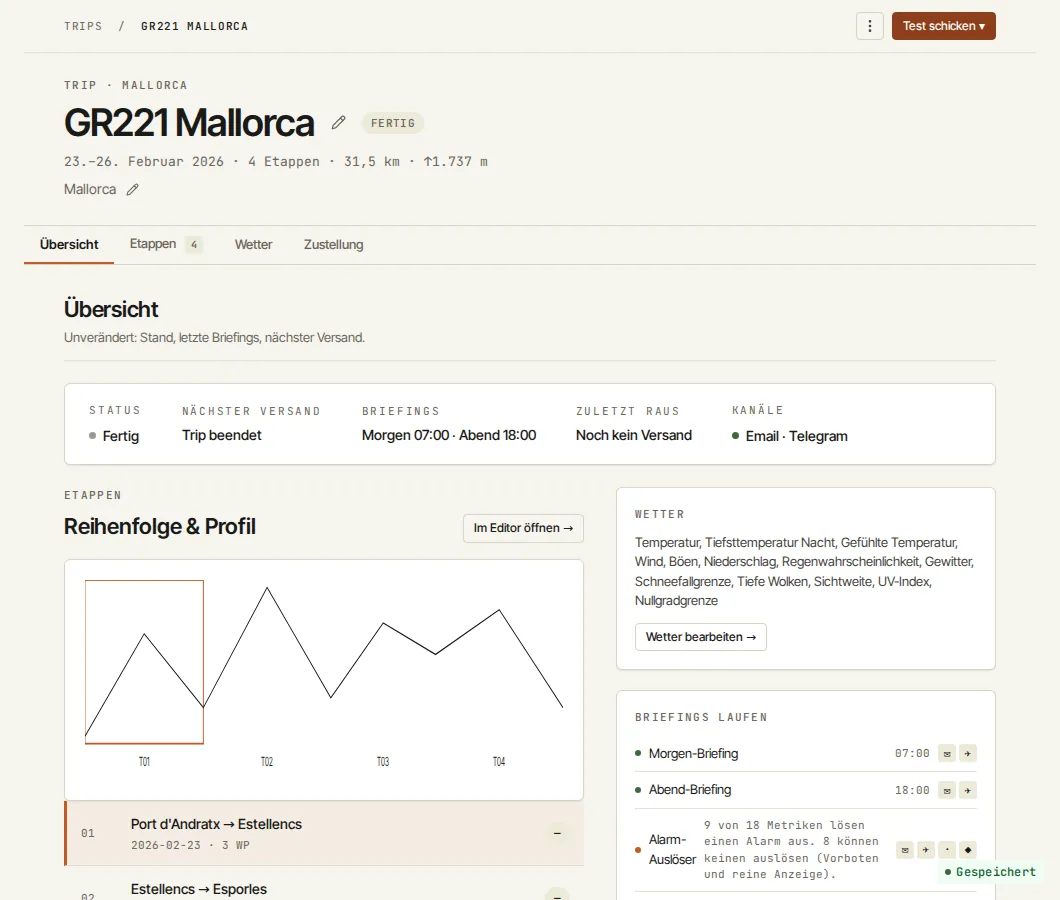 TRIPS / GR221 MALLORCA
Test schicken ▾
TRIP · MALLORCA
GR221 Mallorca
FERTIG
23.–26. Februar 2026 · 4 Etappen · 31,5 km · ↑1.737 m
Mallorca
Übersicht
Etappen 4
Wetter
Zustellung
Übersicht
Unverändert: Stand, letzte Briefings, nächster Versand.
STATUS
Fertig
NÄCHSTER VERSAND
Trip beendet
BRIEFINGS
Morgen 07:00 · Abend 18:00
ZULETZT RAUS
Noch kein Versand
KANÄLE
Email · Telegram
ETAPPEN
Reihenfolge & Profil
Im Editor öffnen →
T01
T02
T03
T04
01
Port d'Andratx → Estellencs
2026-02-23 · 3 WP
–
02
Estellencs → Esporles
–
WETTER
Temperatur, Tiefsttemperatur Nacht, Gefühlte Temperatur,
Wind, Böen, Niederschlag, Regenwahrscheinlichkeit, Gewitter,
Schneefallgrenze, Tiefe Wolken, Sichtweite, UV-Index,
Nullgradgrenze
Wetter bearbeiten →
BRIEFINGS LAUFEN
Morgen-Briefing
07:00
Abend-Briefing
18:00
Alarm-
Auslöser
9 von 18 Metriken lösen
einen Alarm aus. 8 können
keinen auslösen (Vorboten
und reine Anzeige).
Gespeichert